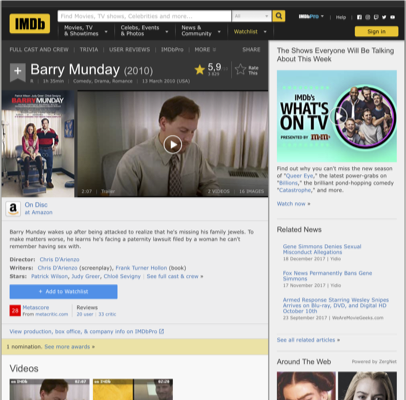 IMDb
Find Movies, TV shows, Celebrities and more...
All
IMDbPro
Help
Movies, TV
& Showtimes
Celebs, Events
& Photos
News &
Community
Watchlist
Sign in
FULL CAST AND CREW | TRIVIA | USER REVIEWS | IMDbPro | MORE
SHARE
Barry Munday (2010)
5,9
Rate
This
R | 1h 35min | Comedy, Drama, Romance | 13 March 2010 (USA)
BARRYMUNDAY
2:07 | Trailer
2 VIDEOS | 16 IMAGES
On Disc
at Amazon
Barry Munday wakes up after being attacked to realize that he's missing his family jewels. To
make matters worse, he learns he's facing a paternity lawsuit filed by a woman he can't
remember having sex with.
Director: Chris D'Arienzo
Writers: Chris D'Arienzo (screenplay), Frank Turner Hollon (book)
Stars: Patrick Wilson, Judy Greer, Chloë Sevigny | See full cast & crew »
+ Add to Watchlist
28
Metascore
From metacritic.com
Reviews
20 user | 33 critic
View production, box office, & company info on IMDbPro
1 nomination. See more awards »
Videos
The Shows Everyone Will Be Talking
About This Week
IMDb's
WHAT'S
ON TV
PRESENTED BY m&m's
Find out why you can't miss the new season
of "Queer Eye," the latest power-grabs on
"Billions," the brilliant pond-hopping comedy
"Catastrophe," and more.
Watch now »
Related News
Gene Simmons Denies Sexual
Misconduct Allegations
18 December 2017 | Vidio
Fox News Permanently Bans Gene
Simmons
17 November 2017 | Vidio
Armed Response Starring Wesley Snipes
Arrives on Blu-ray, DVD, and Digital HD
October 10th
23 September 2017 | WeAreMovieGeeks.com
See all related articles »
Around The Web
Powered by ZergNet